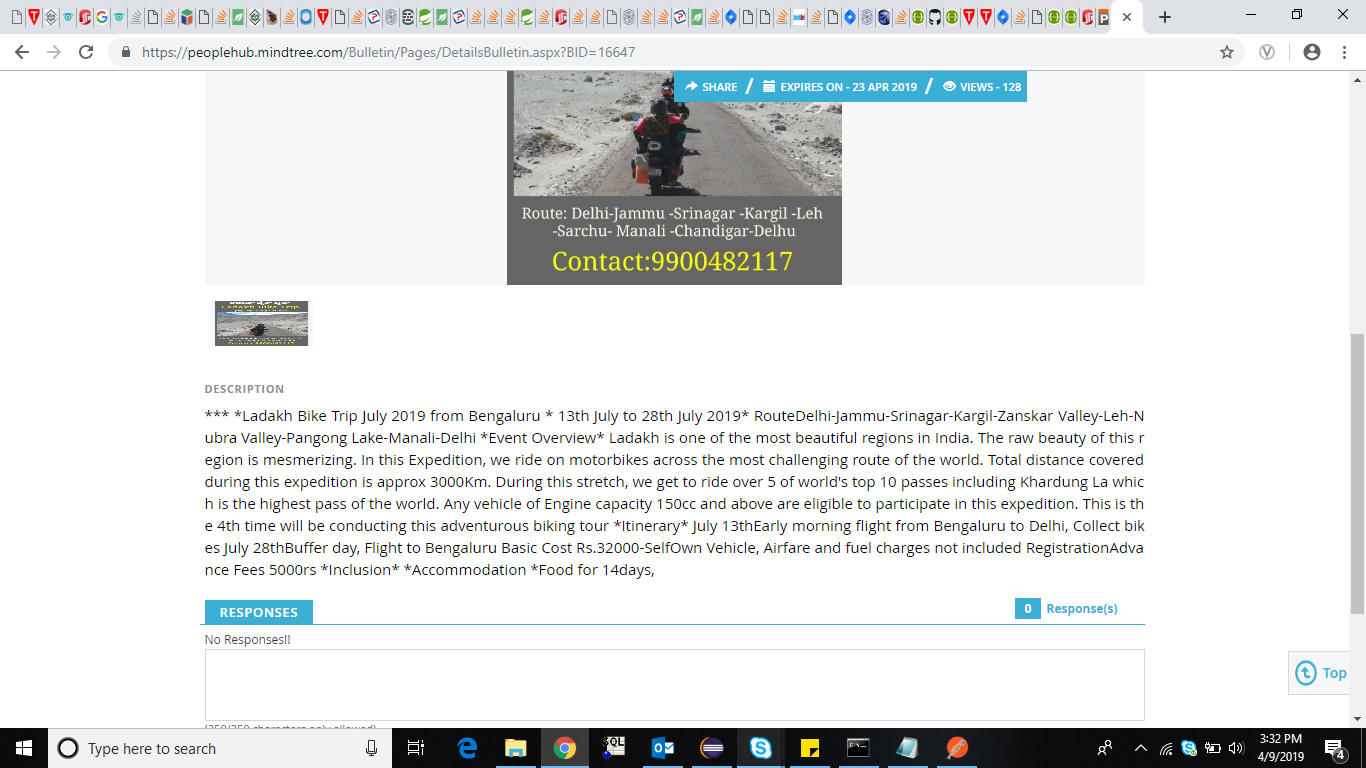 https://peoplehub.mindtree.com/Bulletin/Pages/DetailsBulletin.aspx?BID=16647
SHARE / EXPIRES ON - 23 APR 2019 / VIEWS - 128
Route: Delhi-Jammu -Srinagar -Kargil -Leh
-Sarchu- Manali -Chandigar-Delhu
Contact:9900482117
DESCRIPTION
*** *Ladakh Bike Trip July 2019 from Bengaluru * 13th July to 28th July 2019* RouteDelhi-Jammu-Srinagar-Kargil-Zanskar Valley-Leh-N
ubra Valley-Pangong Lake-Manali-Delhi *Event Overview* Ladakh is one of the most beautiful regions in India. The raw beauty of this r
egion is mesmerizing. In this Expedition, we ride on motorbikes across the most challenging route of the world. Total distance covered
during this expedition is approx 3000Km. During this stretch, we get to ride over 5 of world's top 10 passes including Khardung La whic
h is the highest pass of the world. Any vehicle of Engine capacity 150cc and above are eligible to participate in this expedition. This is th
e 4th time will be conducting this adventurous biking tour *Itinerary* July 13thEarly morning flight from Bengaluru to Delhi, Collect bik
es July 28thBuffer day, Flight to Bengaluru Basic Cost Rs.32000-SelfOwn Vehicle, Airfare and fuel charges not included RegistrationAdva
nce Fees 5000rs *Inclusion* *Accommodation *Food for 14days,
RESPONSES
0 Response(s)
No Responses!!
Top
Type here to search
3:32 PM
4/9/2019
4